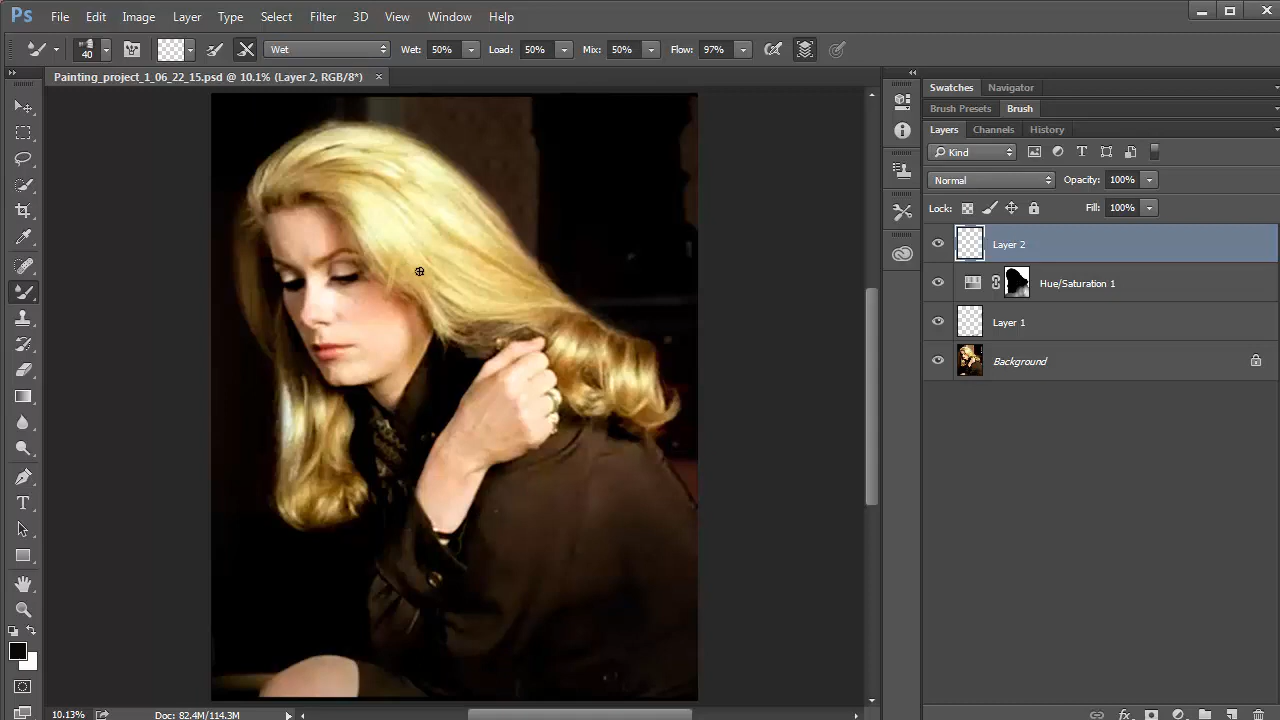 Ps File Edit Image Layer Type Select Filter 3D View Window Help
40 Wet Wet: 50% Load: 50% Mix: 50% Flow: 97%
Painting_project_1_06_22_15.psd @ 10.1% (Layer 2, RGB/8*) ×
Swatches Navigator
Brush Presets Brush
Layers Channels History
Kind
Normal Opacity: 100%
Lock: Fill: 100%
Layer 2
Hue/Saturation 1
Layer 1
Background
10.13% Doc: 82.4M/114.3M